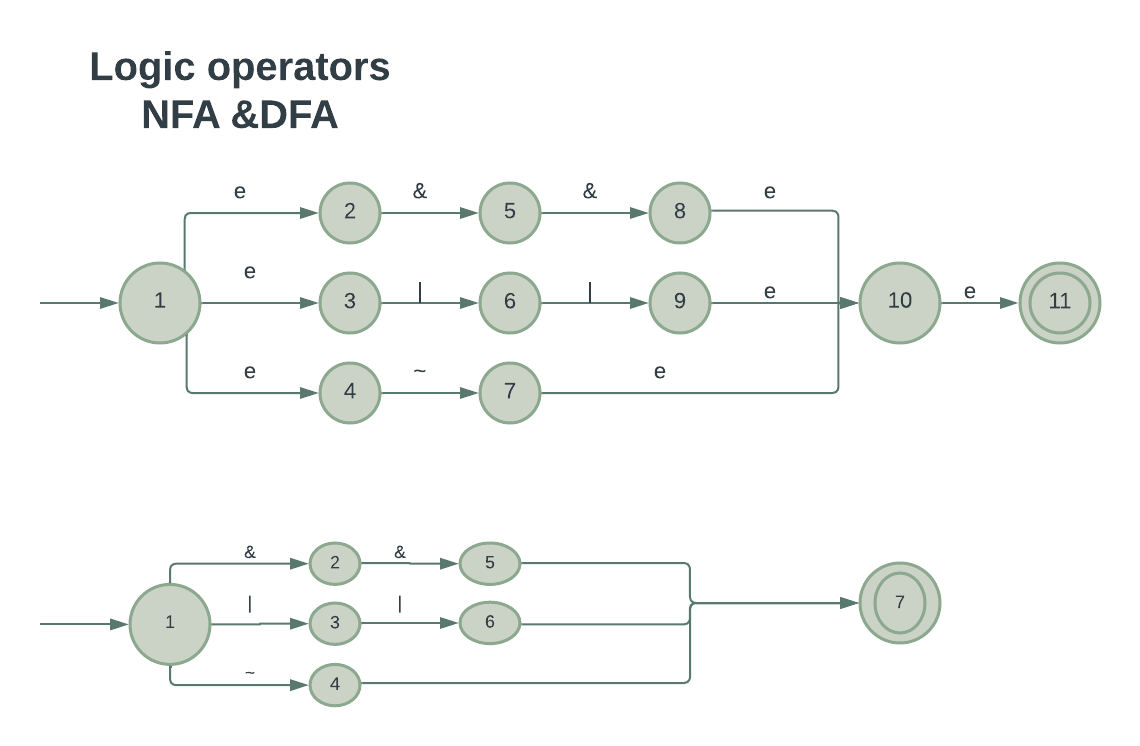 Logic operators
NFA &DFA
e & & e
2 5 8
e | | e e
1 3 6 9 10 11
e ~ e
4 7
& &
2 5
| |
1 3 6 7
~
4